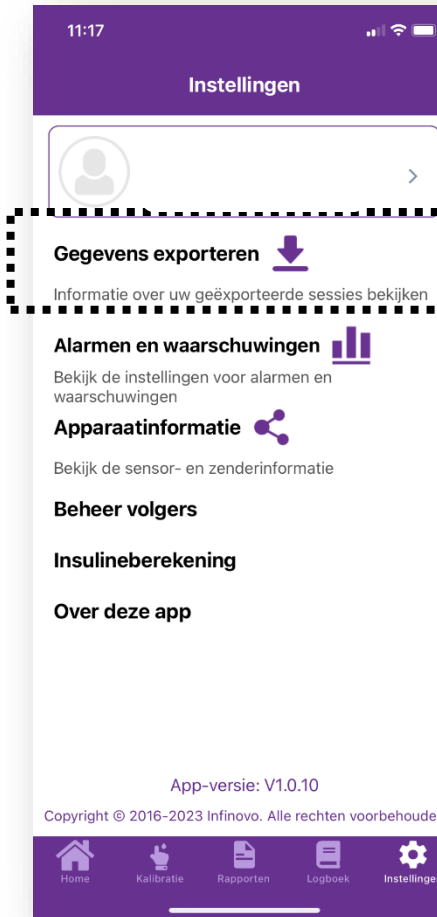 11:17
Instellingen
Gegevens exporteren
Informatie over uw geëxporteerde sessies bekijken
Alarmen en waarschuwingen
Bekijk de instellingen voor alarmen en
waarschuwingen
Apparaatinformatie
Bekijk de sensor- en zenderinformatie
Beheer volgers
Insulineberekening
Over deze app
App-versie: V1.0.10
Copyright © 2016-2023 Infinovo. Alle rechten voorbehoude
Home Kalibratie Rapporten Logboek Instellinge